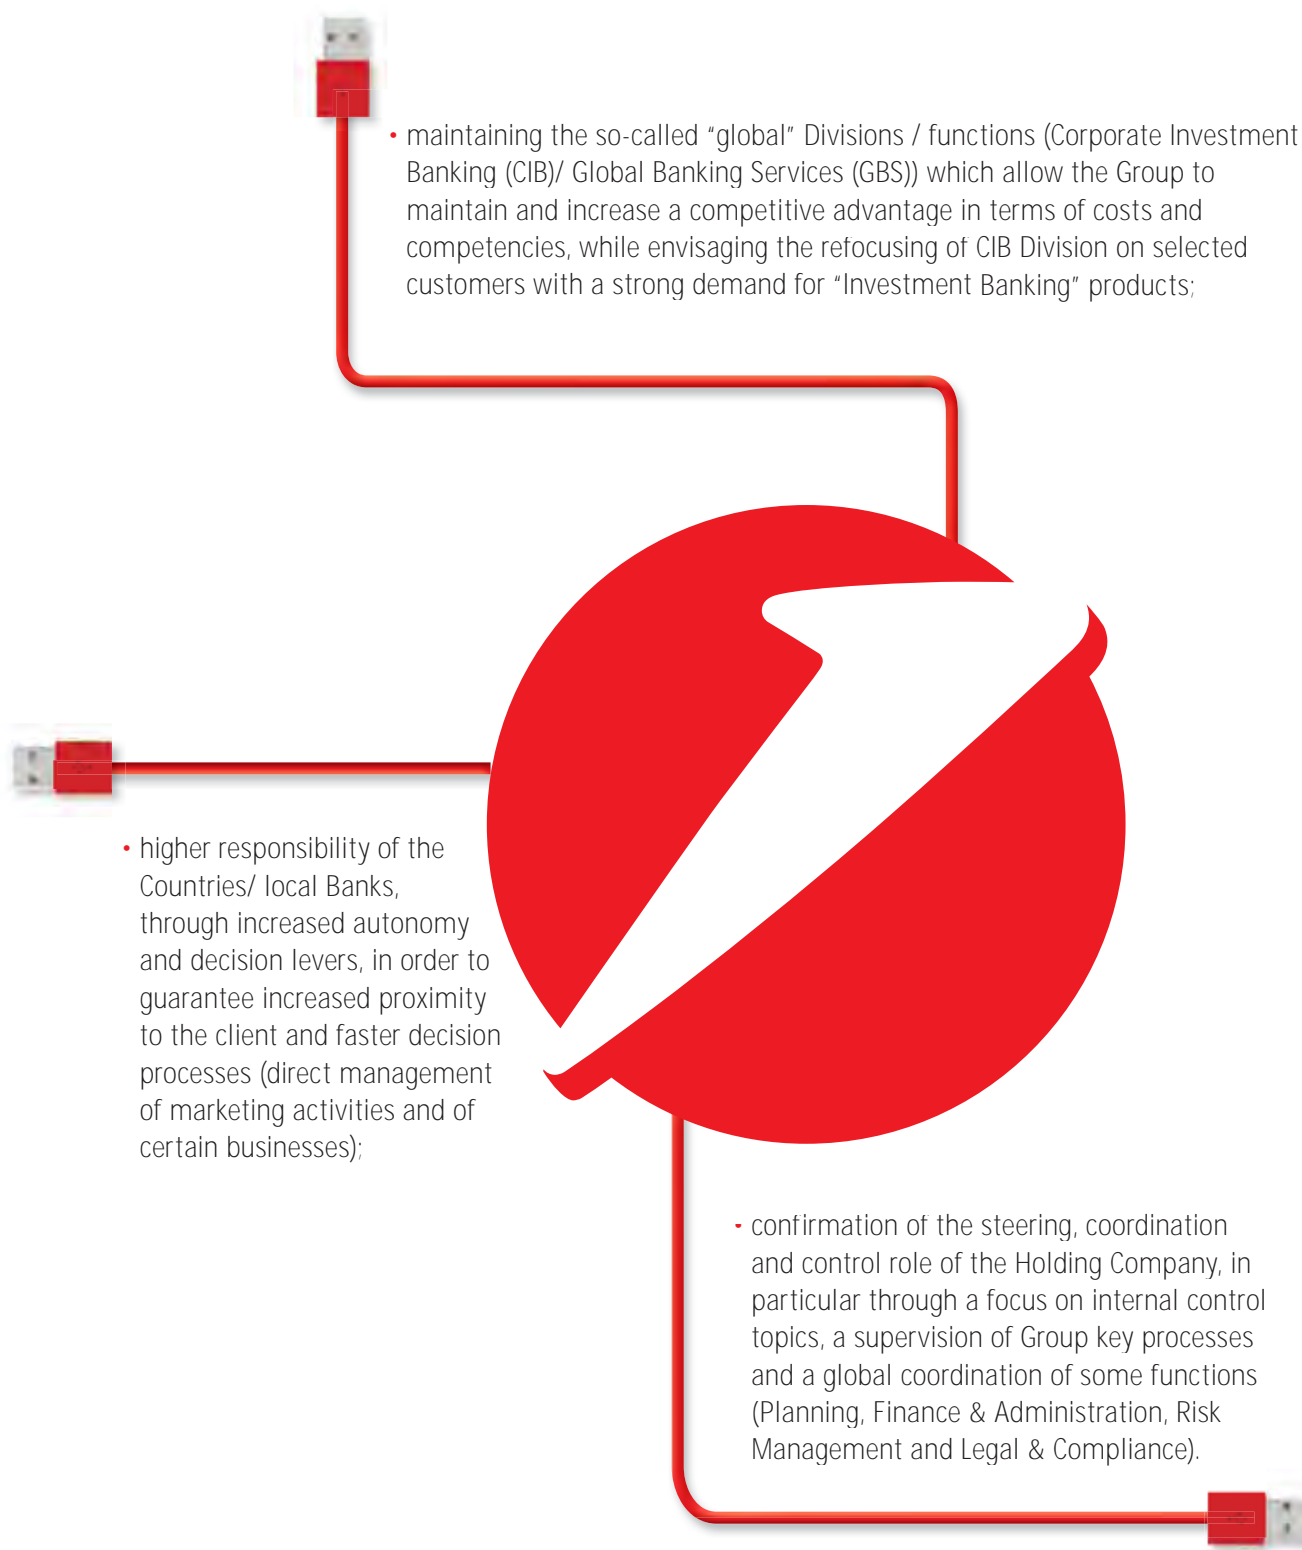 • maintaining the so-called “global” Divisions / functions (Corporate Investment
Banking (CIB)/ Global Banking Services (GBS)) which allow the Group to
maintain and increase a competitive advantage in terms of costs and
competencies, while envisaging the refocusing of CIB Division on selected
customers with a strong demand for “Investment Banking” products;
• higher responsibility of the
Countries/ local Banks,
through increased autonomy
and decision levers, in order to
guarantee increased proximity
to the client and faster decision
processes (direct management
of marketing activities and of
certain businesses);
• confirmation of the steering, coordination
and control role of the Holding Company, in
particular through a focus on internal control
topics, a supervision of Group key processes
and a global coordination of some functions
(Planning, Finance & Administration, Risk
Management and Legal & Compliance).